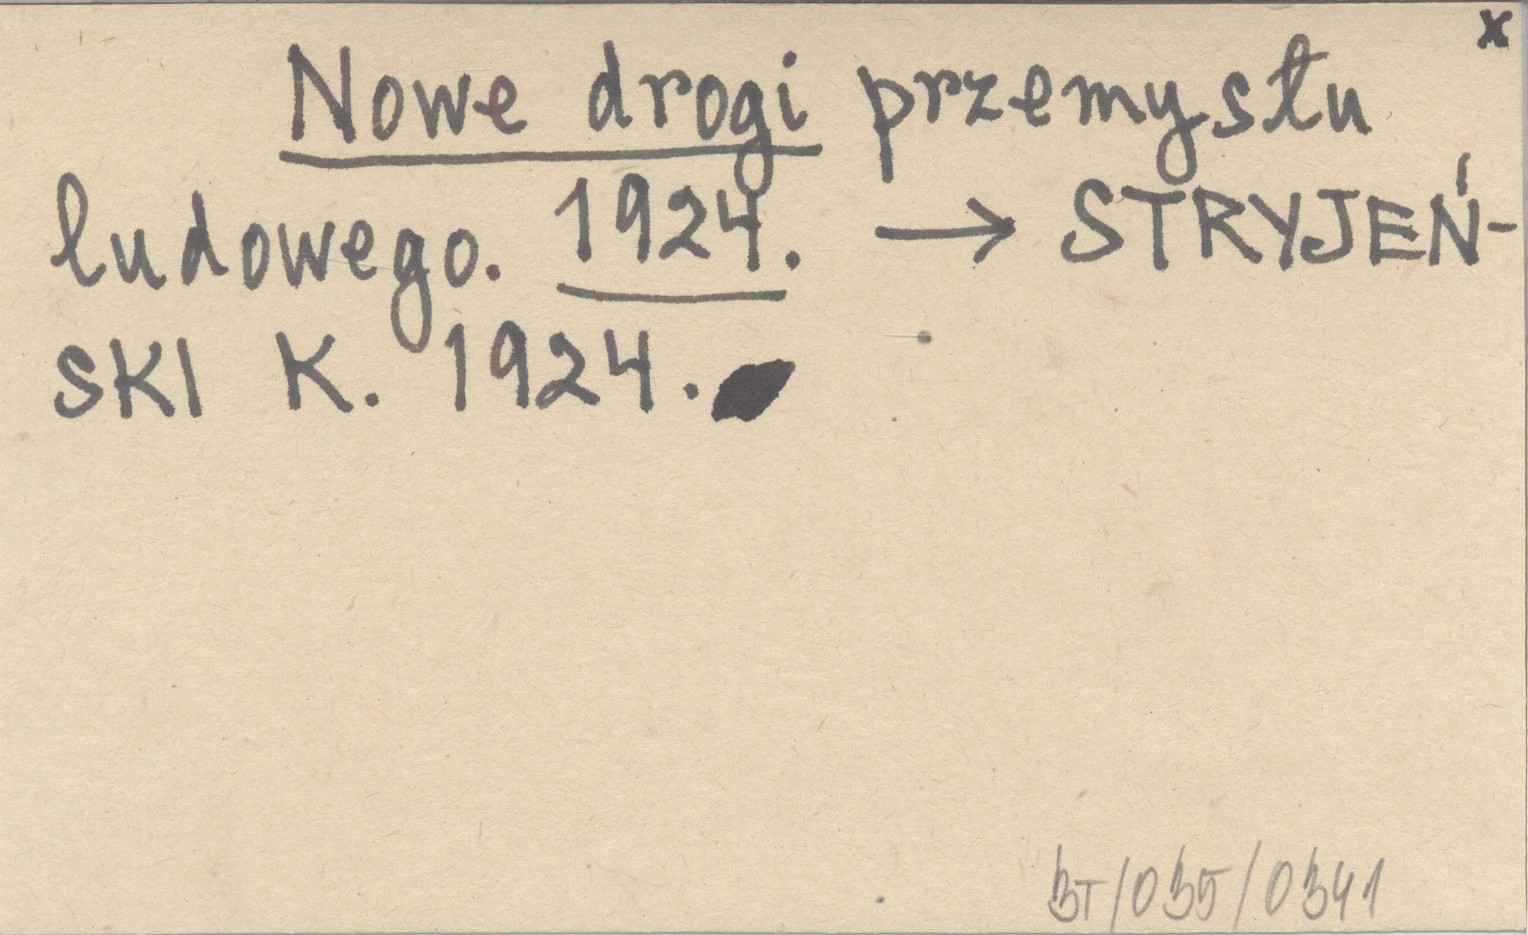 x
Nowe drogi przemysłu
ludowego. 1924. → STRYJEŃ-
SKI K. 1924.
BT/035/0341